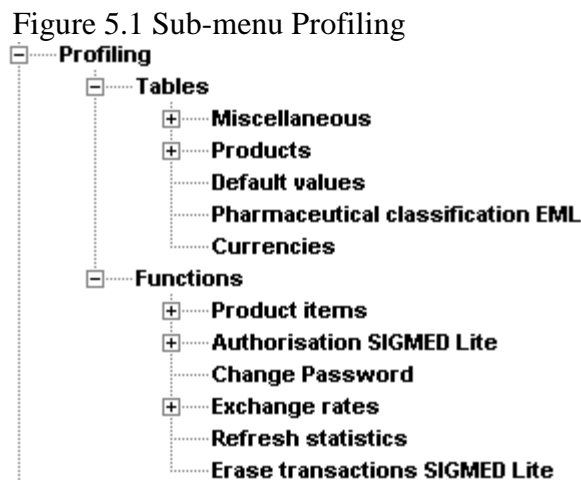 Figure 5.1 Sub-menu Profiling
Profiling
Tables
Miscellaneous
Products
Default values
Pharmaceutical classification EML
Currencies
Functions
Product items
Authorisation SIGMED Lite
Change Password
Exchange rates
Refresh statistics
Erase transactions SIGMED Lite